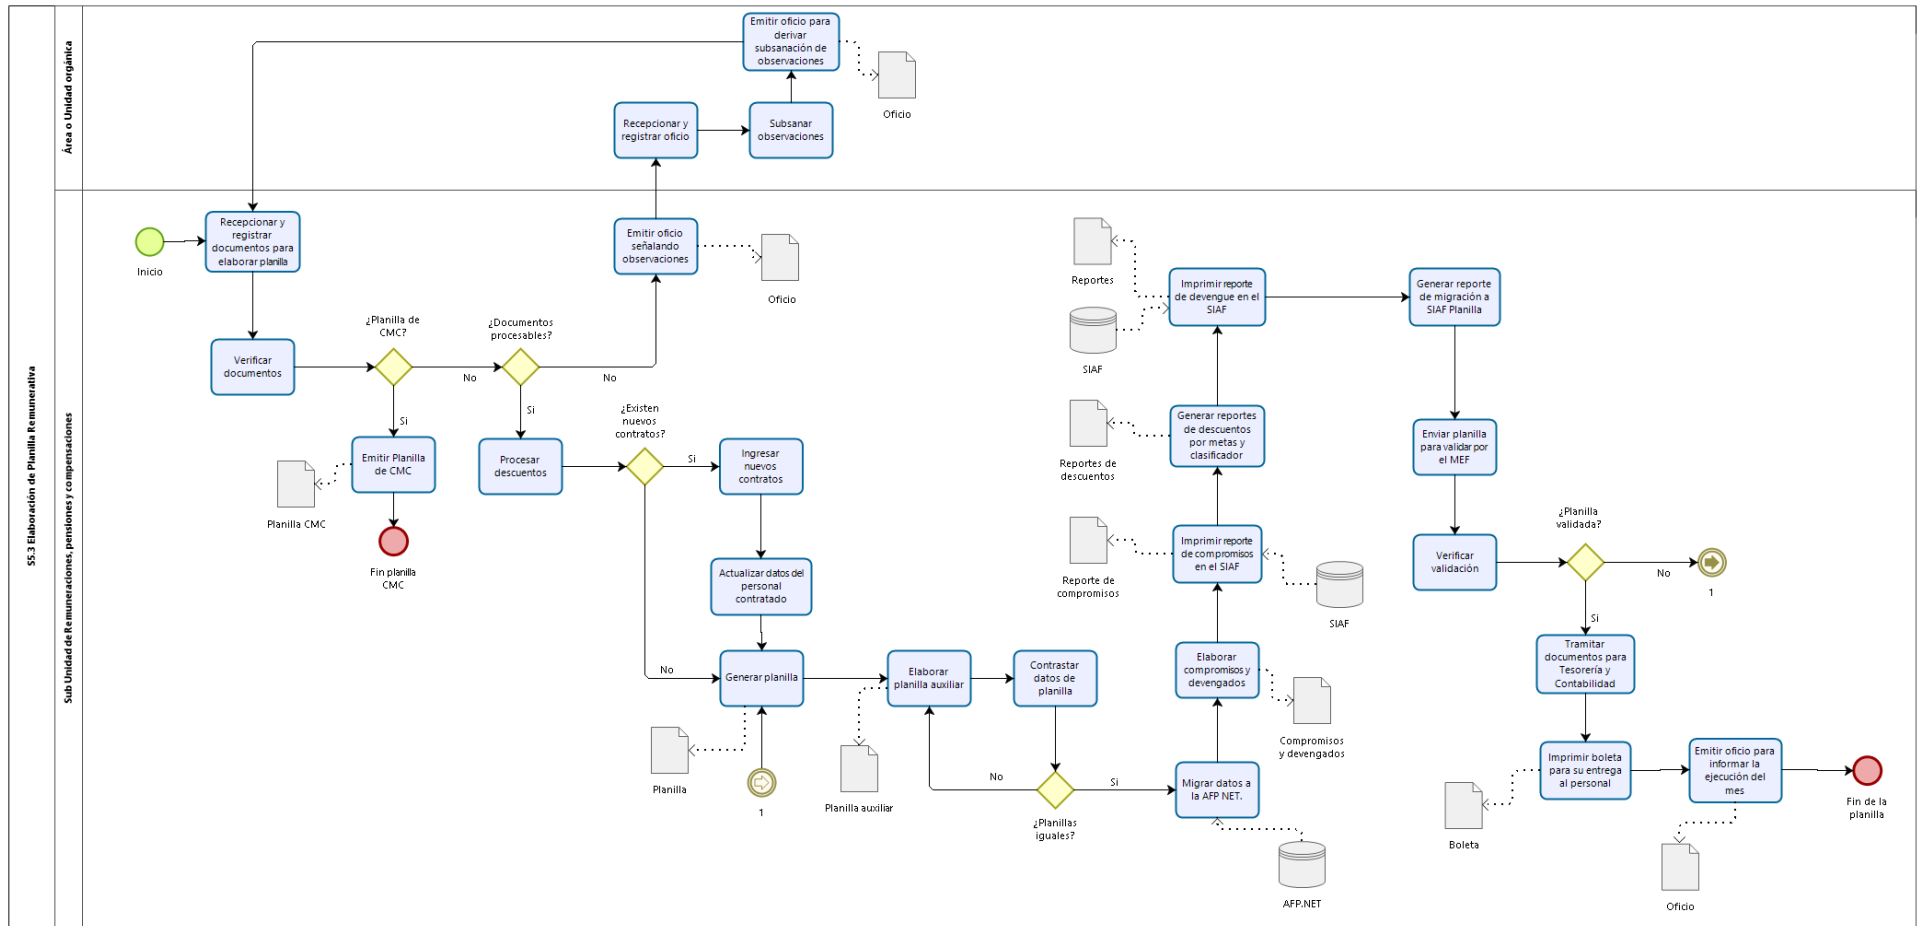 S5.3 Elaboración de Planilla Remunerativa
Área o Unidad orgánica
Emitir oficio para
derivar
subsanación de
observaciones
Oficio
Recepcionar y
registrar oficio
Subsanar
observaciones
Sub Unidad de Remuneraciones, pensiones y compensaciones
Inicio
Recepcionar y
registrar
documentos para
elaborar planilla
Verificar
documentos
¿Planilla de
CMC?
No
Si
Emitir Planilla
de CMC
Planilla CMC
Fin planilla
CMC
¿Documentos
procesables?
No
Si
Emitir oficio
señalando
observaciones
Oficio
Procesar
descuentos
¿Existen
nuevos
contratos?
Si
No
Ingresar
nuevos
contratos
Actualizar datos del
personal
contratado
Generar planilla
Planilla
1
Elaborar
planilla auxiliar
Planilla auxiliar
Contrastar
datos de
planilla
No
Si
¿Planillas
iguales?
Migrar datos a
la AFP NET.
AFP.NET
Elaborar
compromisos y
devengados
Compromisos
y devengados
Imprimir reporte
de compromisos
en el SIAF
Reporte de
compromisos
SIAF
Generar reportes
de descuentos
por metas y
clasificador
Reportes de
descuentos
Imprimir reporte
de devengue en el
SIAF
Reportes
SIAF
Generar reporte
de migración a
SIAF Planilla
Enviar planilla
para validar por
el MEF
Verificar
validación
¿Planilla
validada?
No
1
Si
Tramitar
documentos para
Tesorería y
Contabilidad
Imprimir boleta
para su entrega
al personal
Boleta
Emitir oficio para
informar la
ejecución del
mes
Oficio
Fin de la
planilla